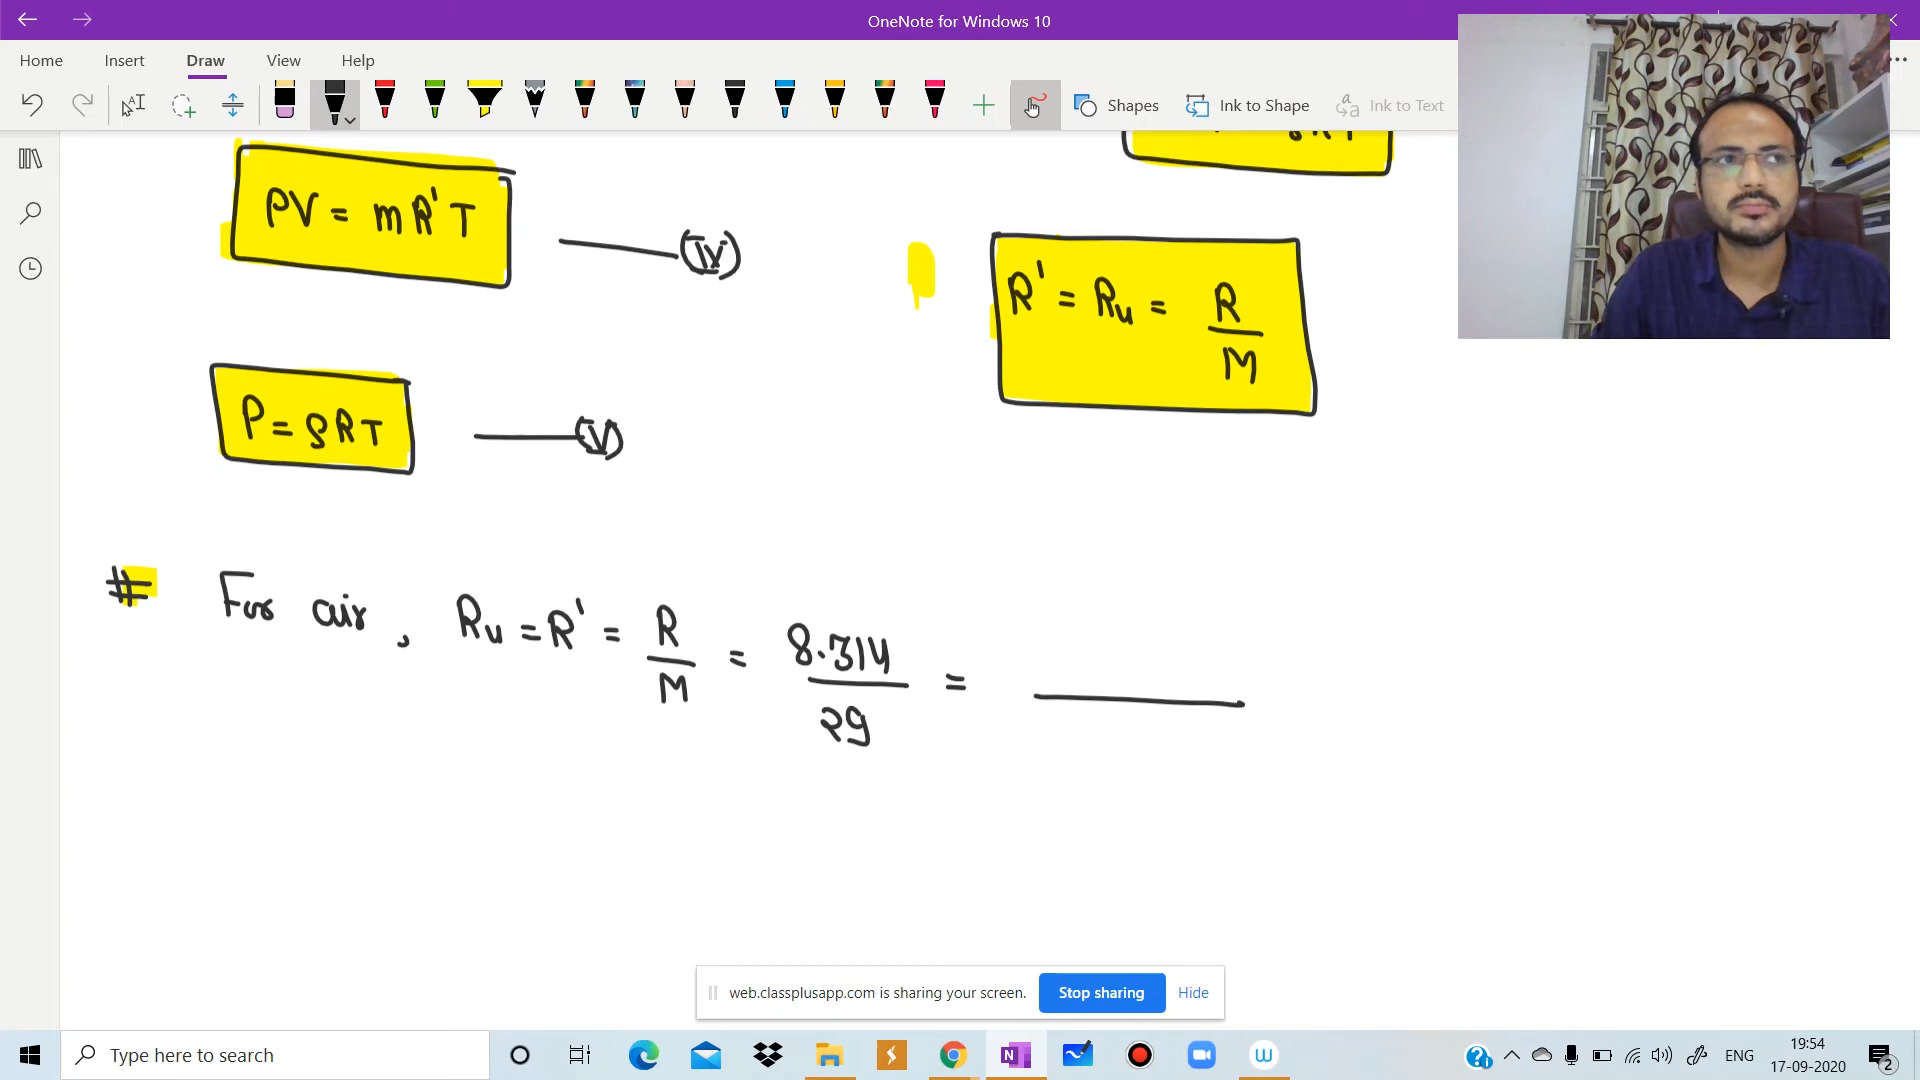 OneNote for Windows 10
Home Insert Draw View Help
Shapes Ink to Shape Ink to Text
PV = mR'T (IV)
R' = Ru = R/M
P = ρRT (V)
# For air, Ru = R' = R/M = 8.314/29 =
web.classplusapp.com is sharing your screen. Stop sharing Hide
Type here to search
ENG
19:54
17-09-2020
2